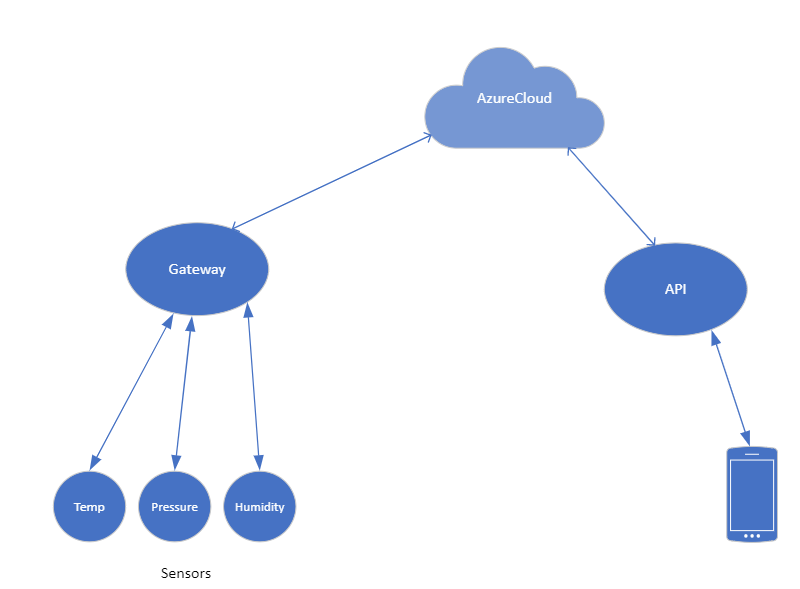 AzureCloud
Gateway
API
Temp
Pressure
Humidity
Sensors